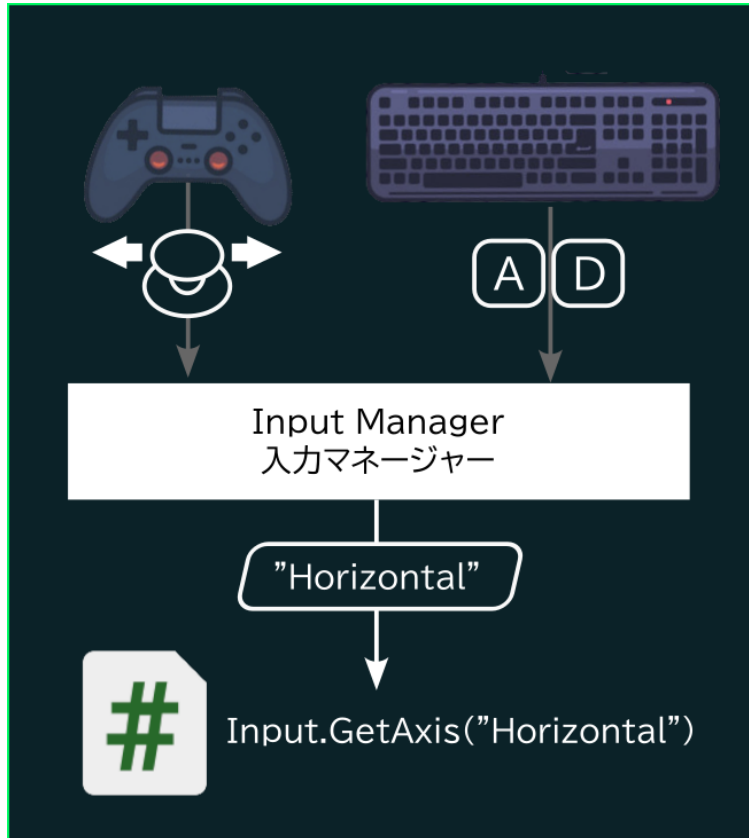 A D
Input Manager
入力マネージャー
"Horizontal"
#
Input.GetAxis("Horizontal")